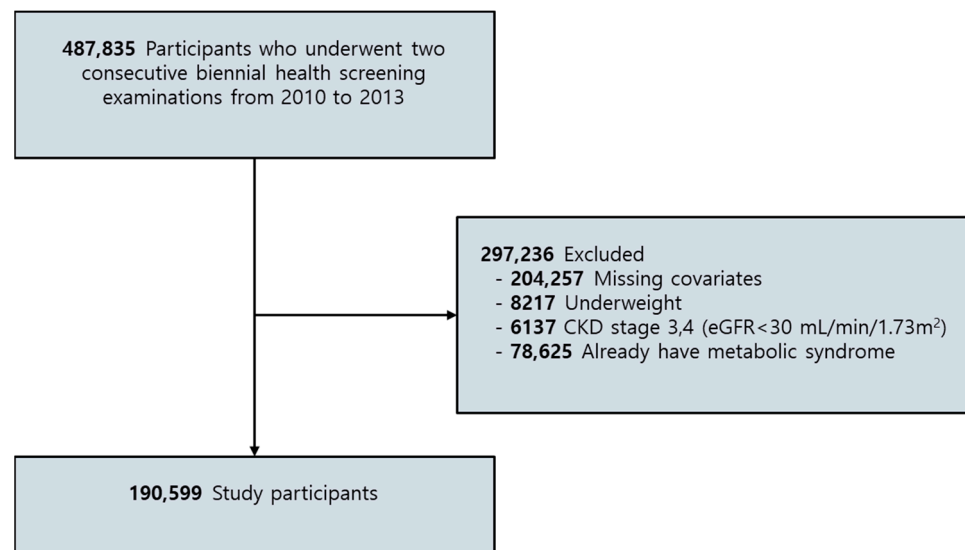 487,835 Participants who underwent two
consecutive biennial health screening
examinations from 2010 to 2013
297,236 Excluded
- 204,257 Missing covariates
- 8217 Underweight
- 6137 CKD stage 3,4 (eGFR<30 mL/min/1.73m²)
- 78,625 Already have metabolic syndrome
190,599 Study participants